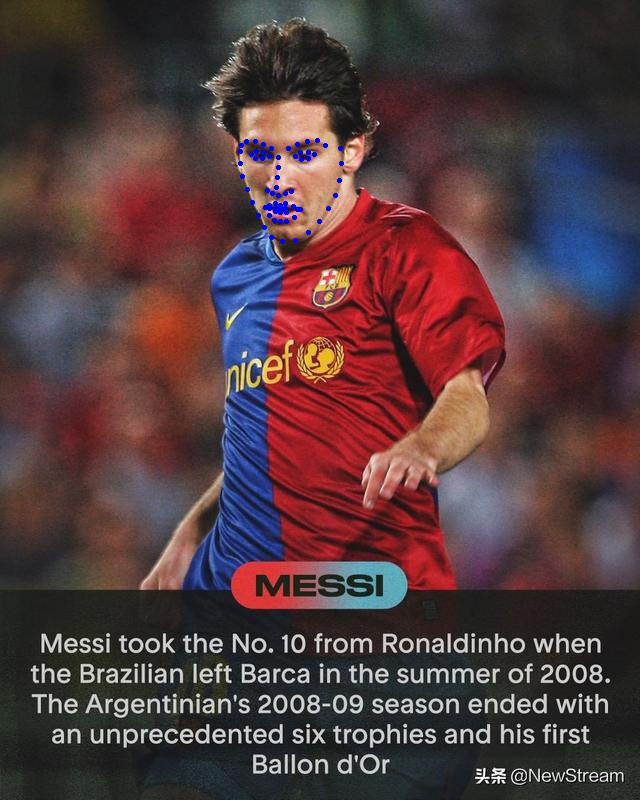 unicef
MESSI
Messi took the No. 10 from Ronaldinho when
the Brazilian left Barca in the summer of 2008.
The Argentinian's 2008-09 season ended with
an unprecedented six trophies and his first
Ballon d'Or
头条 @NewStream